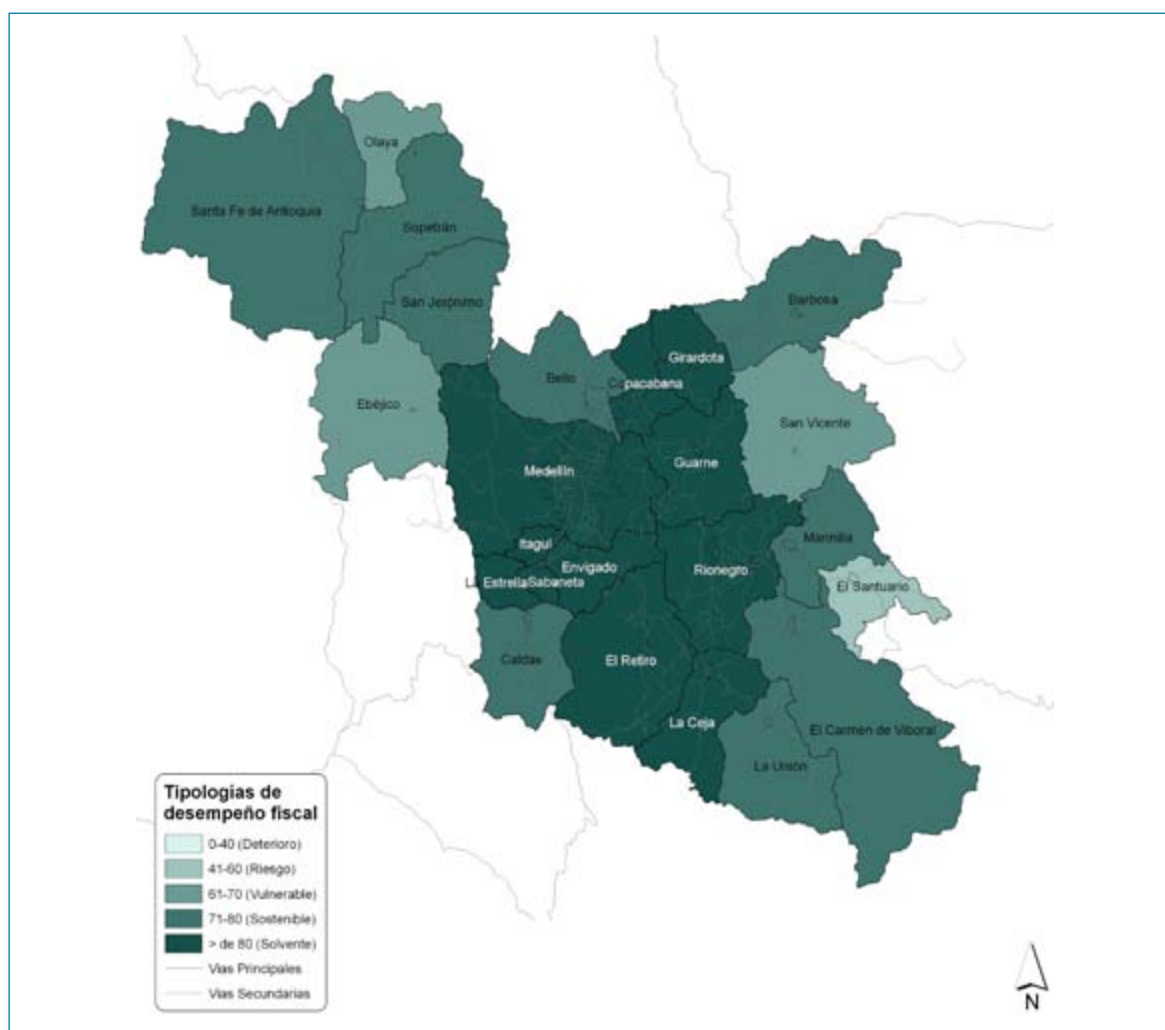 Olaya
Santa Fe de Antioquia
Sopetrán
San Jerónimo
Barbosa
Girardota
Bello
Copacabana
Ebéjico
San Vicente
Guarne
Medellín
Marinilla
Itagüí
Envigado
Rionegro
La Estrella
Sabaneta
El Santuario
Caldas
El Retiro
La Ceja
El Carmen de Viboral
La Unión
Tipologías de
desempeño fiscal
0-40 (Deterioro)
41-60 (Riesgo)
61-70 (Vulnerable)
71-80 (Sostenible)
> de 80 (Solvente)
Vías Principales
Vías Secundarias
N